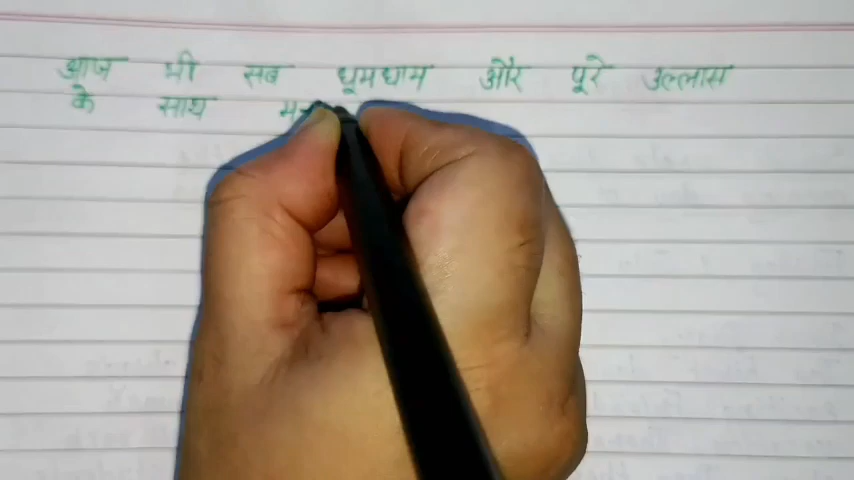 आज भी सब धूमधाम और पूरे उल्लास
के साथ